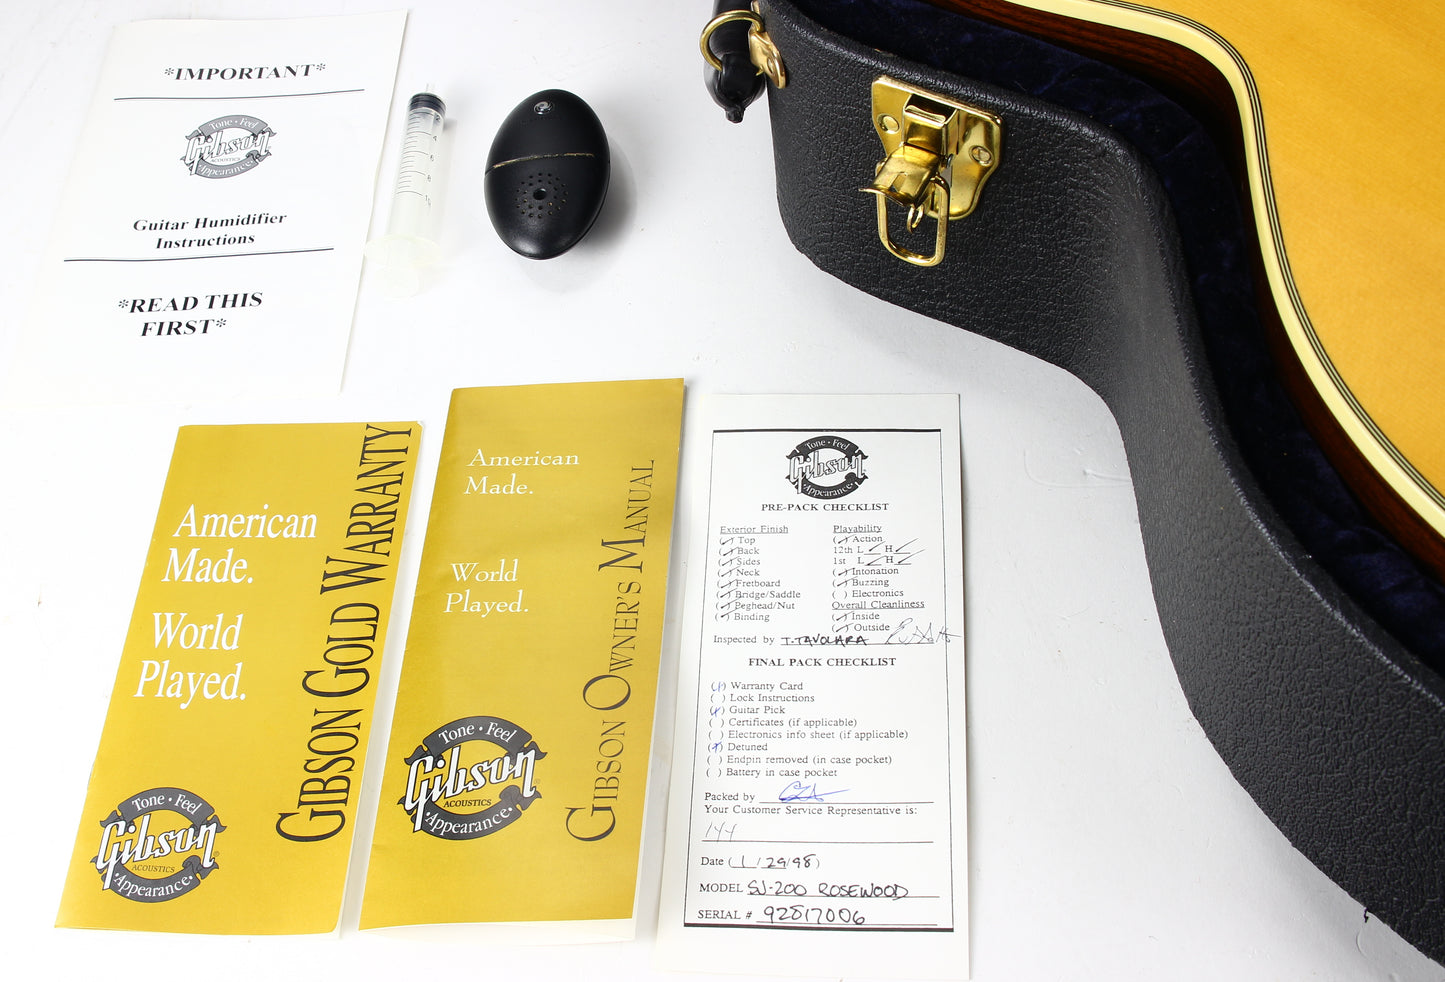 *IMPORTANT*
Tone • Feel
Gibson
ACOUSTICS
Appearance
Guitar Humidifier
Instructions
*READ THIS
FIRST*
4
6
8
10
American
Made.
World
Played.
GIBSON GOLD WARRANTY
Tone • Feel
Gibson®
ACOUSTICS
•Appearance•
American
Made.
World
Played.
GIBSON OWNER'S MANUAL
Tone • Feel
Gibson®
ACOUSTICS
•Appearance•
Tone • Feel
Gibson
•Appearance•
PRE-PACK CHECKLIST
Exterior Finish Playability
(✓) Top (✓) Action
(✓) Back 12th L ✓ H ✓
(✓) Sides 1st L ✓ H ✓
(✓) Neck (✓) Intonation
(✓) Fretboard (✓) Buzzing
(✓) Bridge/Saddle ( ) Electronics
(✓) Peghead/Nut Overall Cleanliness
(✓) Binding (✓) Inside
(✓) Outside
Inspected by T. TAVOLARA
FINAL PACK CHECKLIST
(✓) Warranty Card
( ) Lock Instructions
(✓) Guitar Pick
( ) Certificates (if applicable)
( ) Electronics info sheet (if applicable)
(✓) Detuned
( ) Endpin removed (in case pocket)
( ) Battery in case pocket
Packed by
Your Customer Service Representative is:
144
Date (1/29/98)
MODEL SJ-200 ROSEWOOD
SERIAL # 92817006